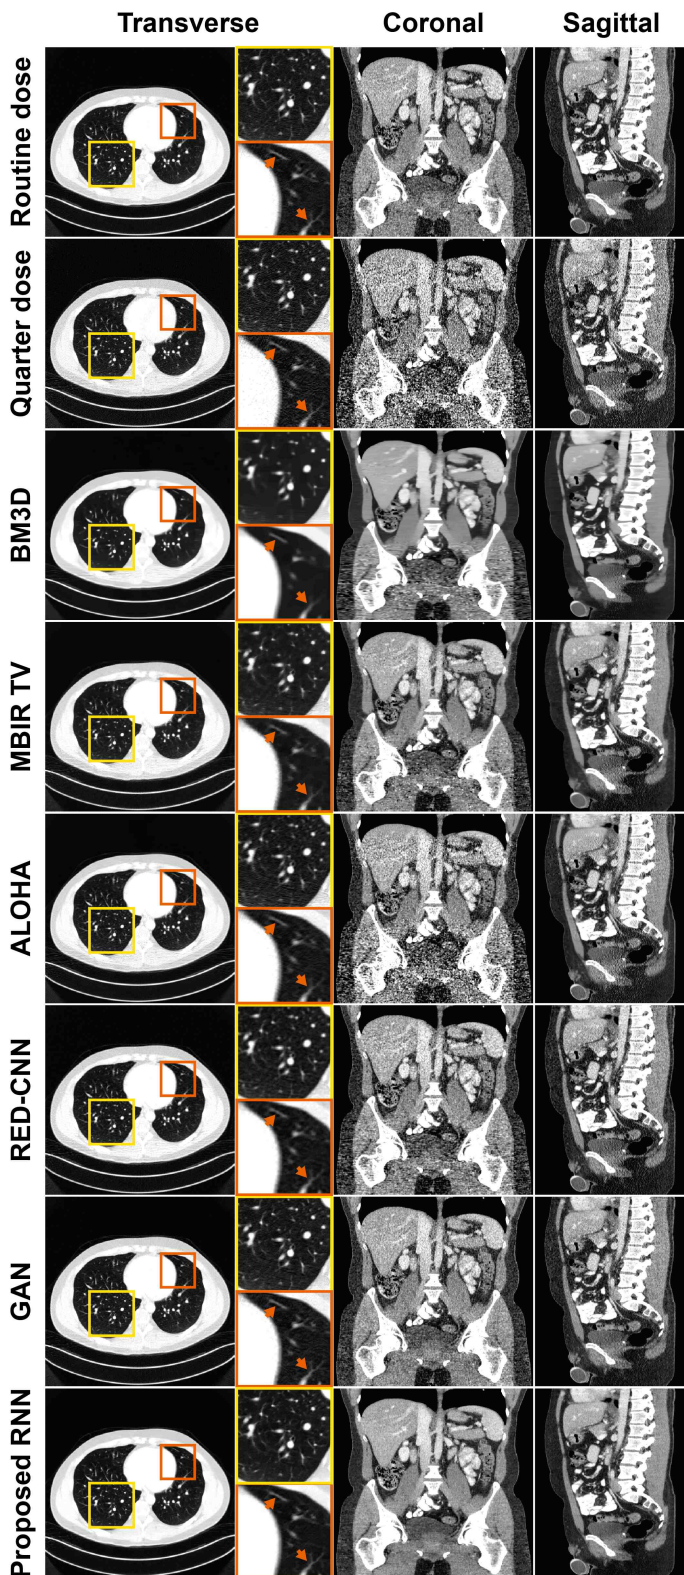 Transverse
Coronal
Sagittal
Routine dose
Quarter dose
BM3D
MBIR TV
ALOHA
RED-CNN
GAN
Proposed RNN